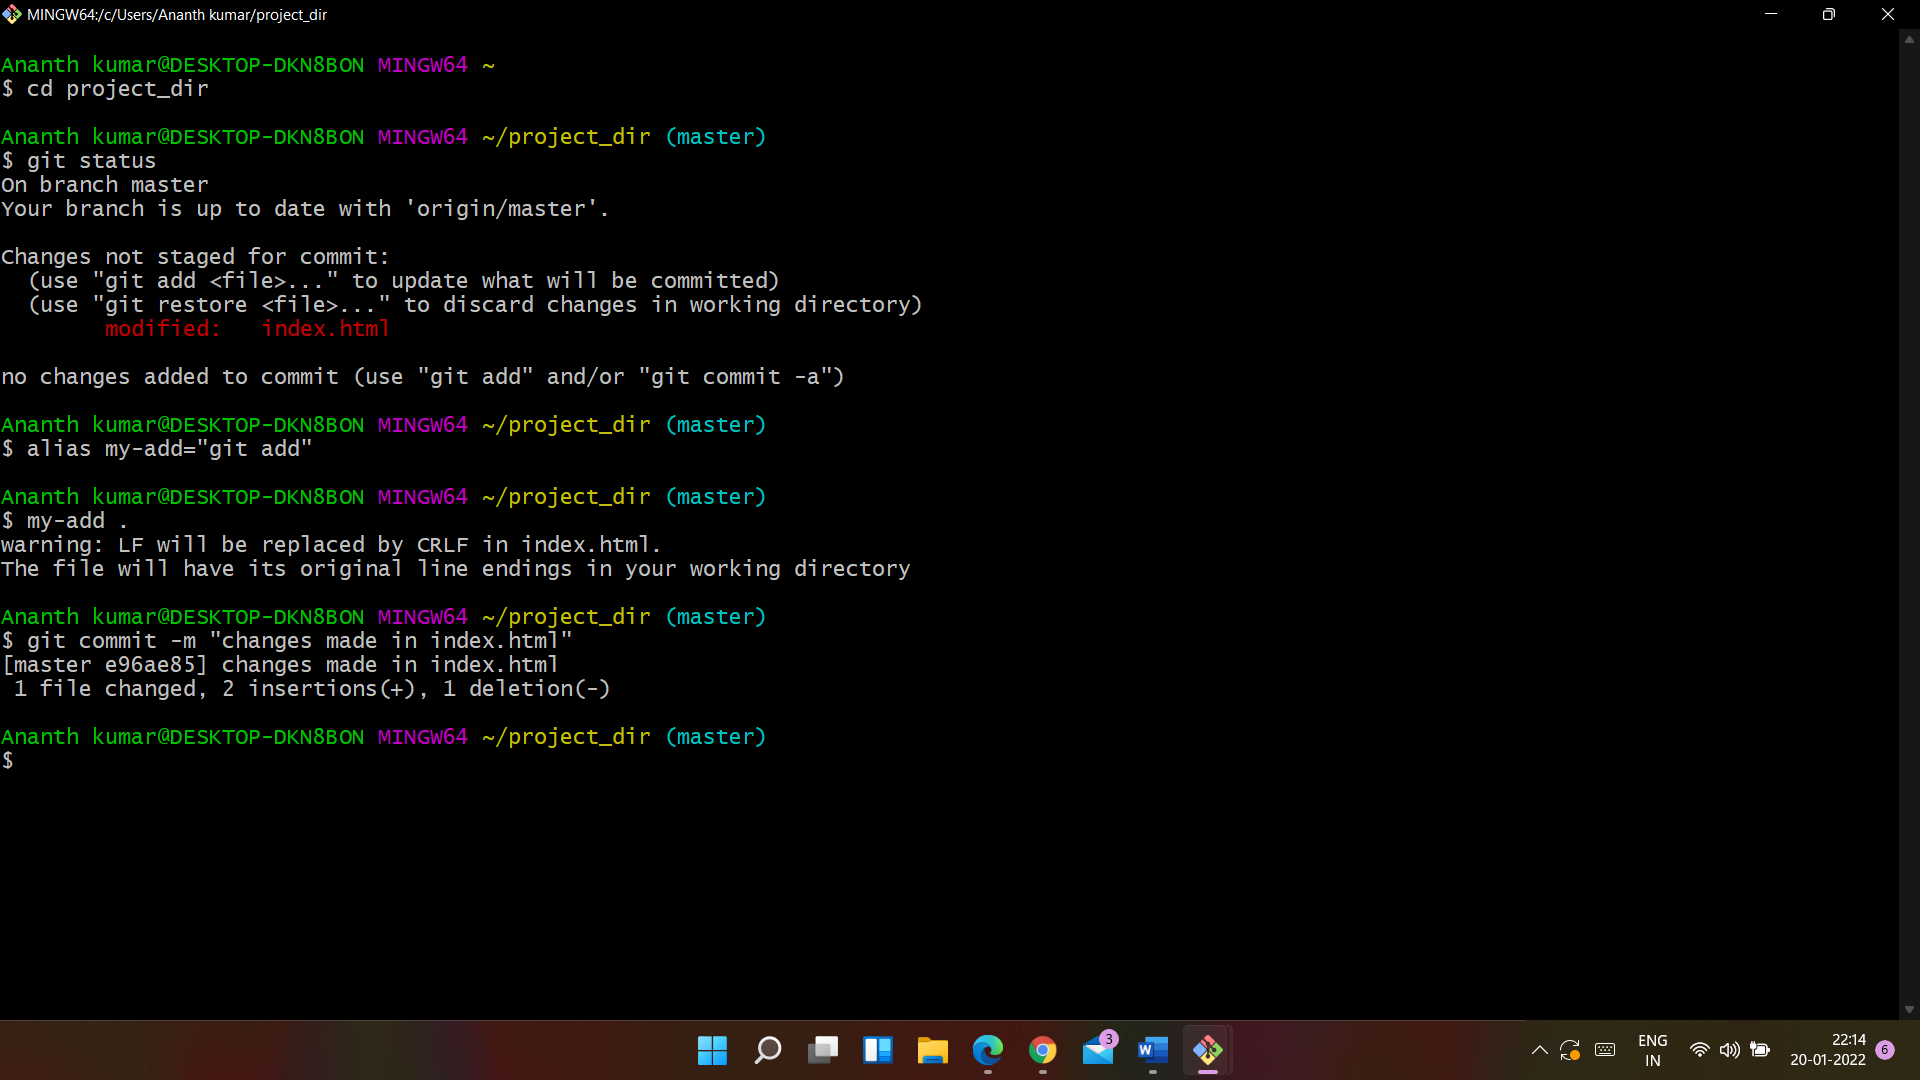 MINGW64:/c/Users/Ananth kumar/project_dir
Ananth kumar@DESKTOP-DKN8BON MINGW64 ~
$ cd project_dir
Ananth kumar@DESKTOP-DKN8BON MINGW64 ~/project_dir (master)
$ git status
On branch master
Your branch is up to date with 'origin/master'.
Changes not staged for commit:
  (use "git add <file>..." to update what will be committed)
  (use "git restore <file>..." to discard changes in working directory)
        modified:   index.html
no changes added to commit (use "git add" and/or "git commit -a")
Ananth kumar@DESKTOP-DKN8BON MINGW64 ~/project_dir (master)
$ alias my-add="git add"
Ananth kumar@DESKTOP-DKN8BON MINGW64 ~/project_dir (master)
$ my-add .
warning: LF will be replaced by CRLF in index.html.
The file will have its original line endings in your working directory
Ananth kumar@DESKTOP-DKN8BON MINGW64 ~/project_dir (master)
$ git commit -m "changes made in index.html"
[master e96ae85] changes made in index.html
 1 file changed, 2 insertions(+), 1 deletion(-)
Ananth kumar@DESKTOP-DKN8BON MINGW64 ~/project_dir (master)
$
3
W
ENG
IN
22:14
20-01-2022
6